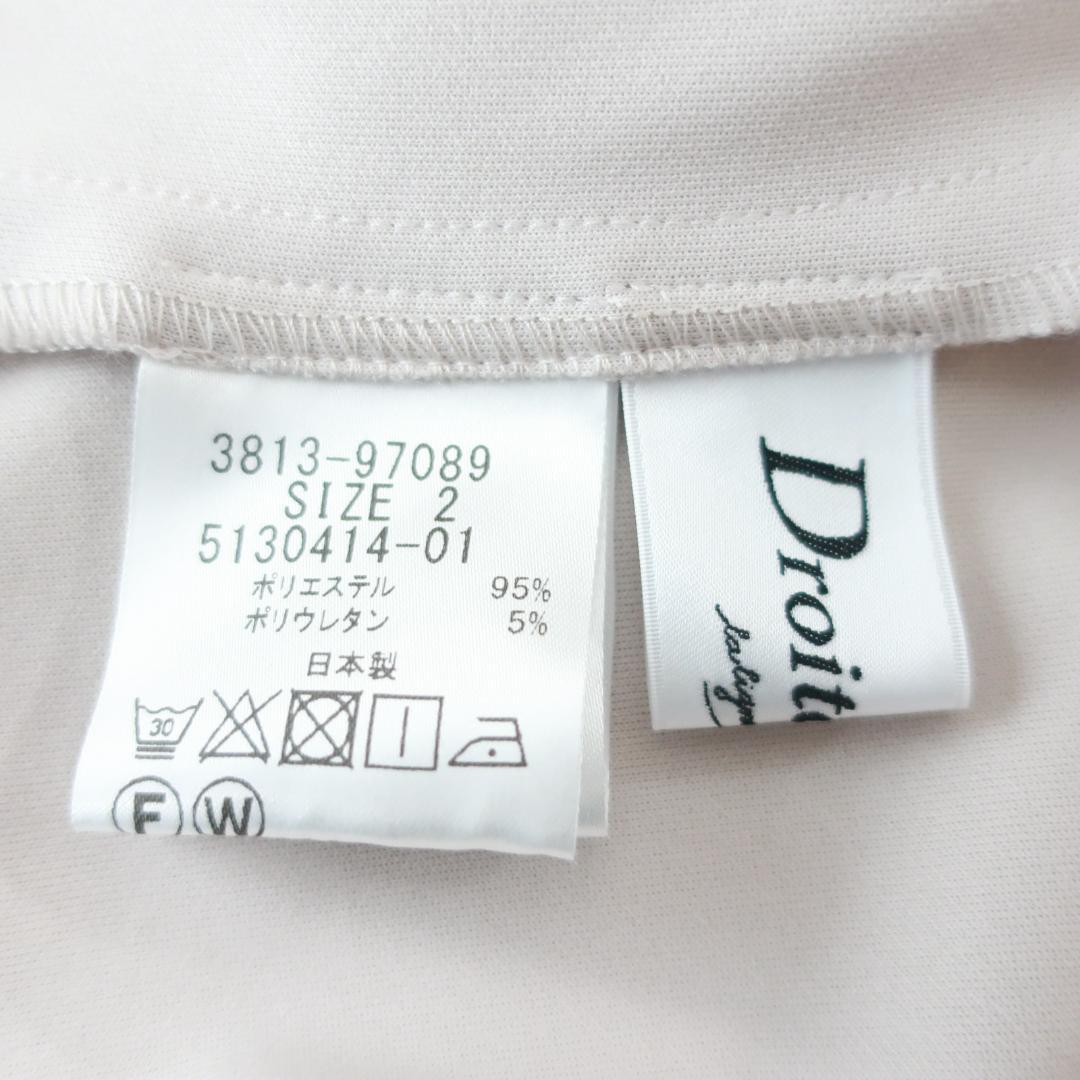 3813-97089
SIZE 2
5130414-01
ポリエステル 95%
ポリウレタン 5%
日本製
30
F W